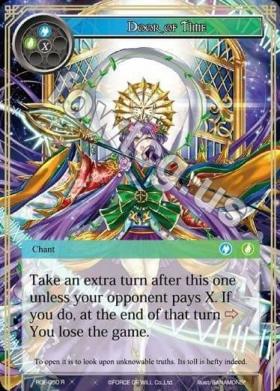 Door of Time
X
Chant
Take an extra turn after this one
unless your opponent pays X. If
you do, at the end of that turn ⇨
You lose the game.
To open it is to look upon unknowable truths. Its toll is hefty indeed.
©FORCE OF WILL Co.,Ltd.
fowtcg.us